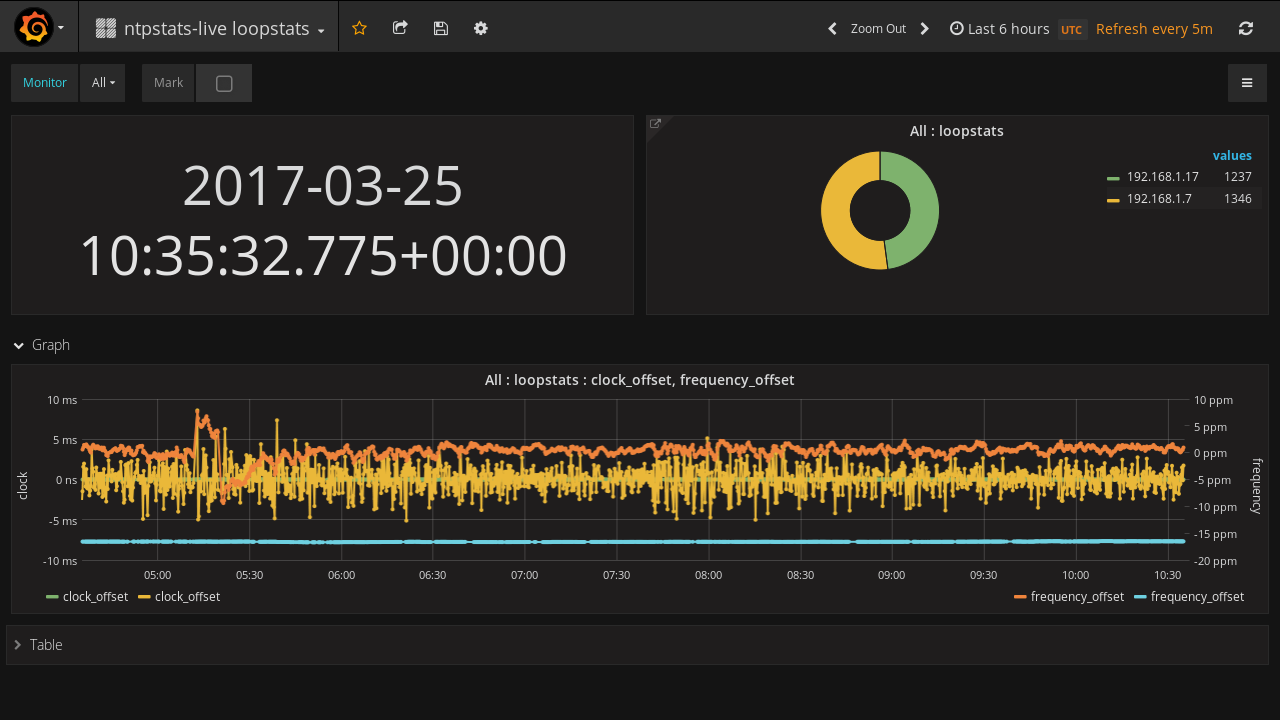 ntpstats-live loopstats
Zoom Out
Last 6 hours UTC Refresh every 5m
Monitor All Mark
2017-03-25
10:35:32.775+00:00
All : loopstats
values
192.168.1.17 1237
192.168.1.7 1346
Graph
All : loopstats : clock_offset, frequency_offset
10 ms
5 ms
0 ns
-5 ms
-10 ms
clock
10 ppm
5 ppm
0 ppm
-5 ppm
-10 ppm
-15 ppm
-20 ppm
frequency
05:00 05:30 06:00 06:30 07:00 07:30 08:00 08:30 09:00 09:30 10:00 10:30
clock_offset clock_offset frequency_offset frequency_offset
Table